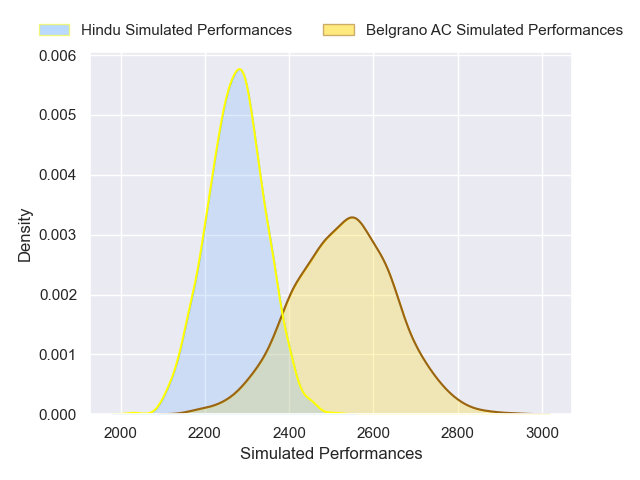 Hindu Simulated Performances Belgrano AC Simulated Performances
0.006
0.005
0.004
0.003
0.002
0.001
0.000
Density
2000 2200 2400 2600 2800 3000
Simulated Performances